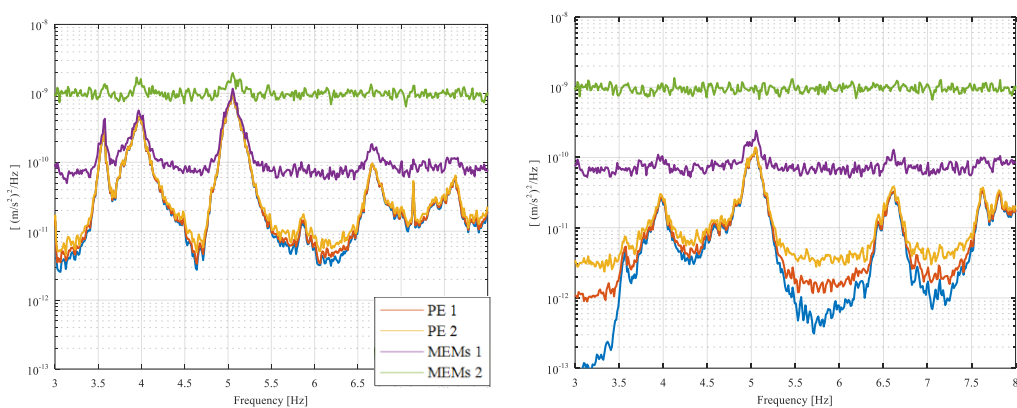 10^-8
10^-9
10^-10
10^-11
10^-12
10^-13
[ (m/s^2)^2 /Hz ]
3 3.5 4 4.5 5 5.5 6 6.5
Frequency [Hz]
PE 1
PE 2
MEMs 1
MEMs 2
10^-8
10^-9
10^-10
10^-11
10^-12
10^-13
[ (m/s^2)^2 /Hz ]
3 3.5 4 4.5 5 5.5 6 6.5 7 7.5 8
Frequency [Hz]